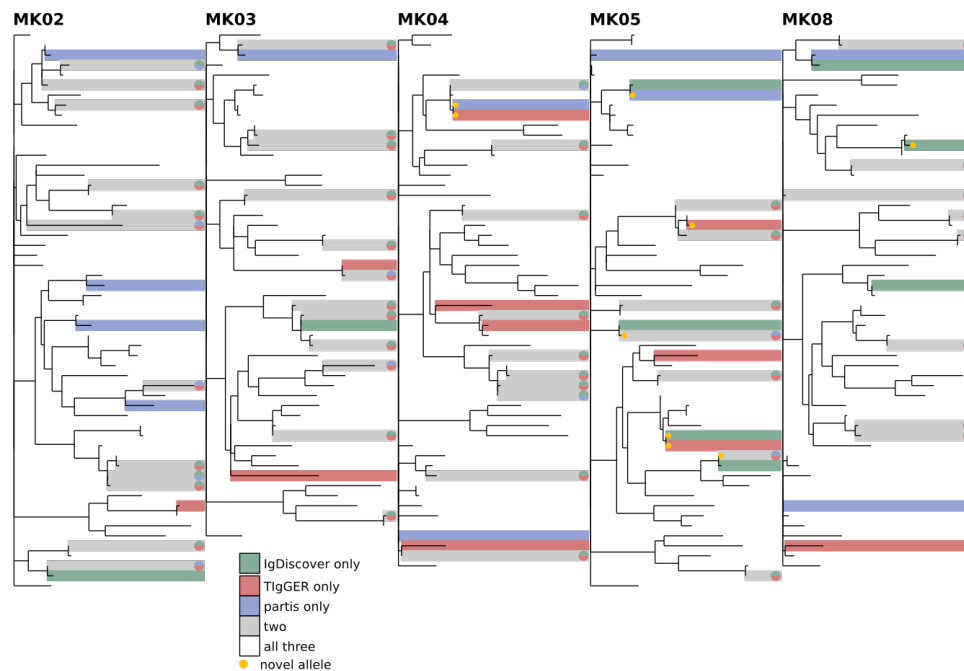 MK02 MK03 MK04 MK05 MK08
IgDiscover only
TIgGER only
partis only
two
all three
novel allele